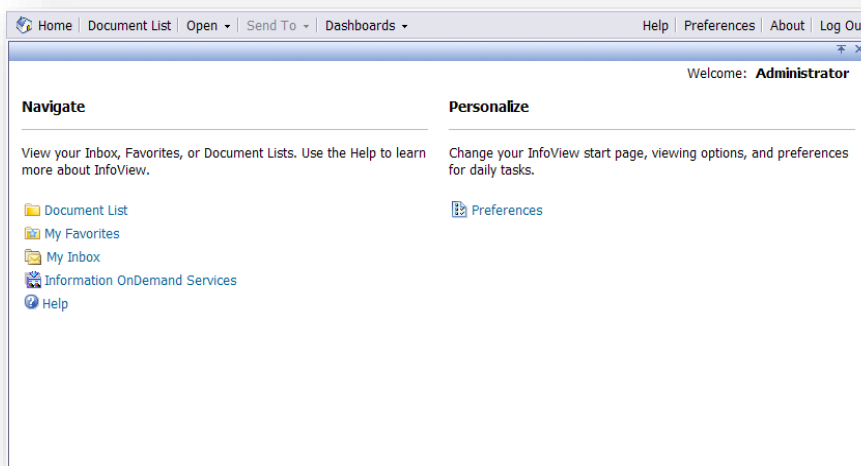 Home Document List Open Send To Dashboards Help Preferences About Log Ou
Welcome: Administrator
Navigate
View your Inbox, Favorites, or Document Lists. Use the Help to learn
more about InfoView.
Document List
My Favorites
My Inbox
Information OnDemand Services
Help
Personalize
Change your InfoView start page, viewing options, and preferences
for daily tasks.
Preferences